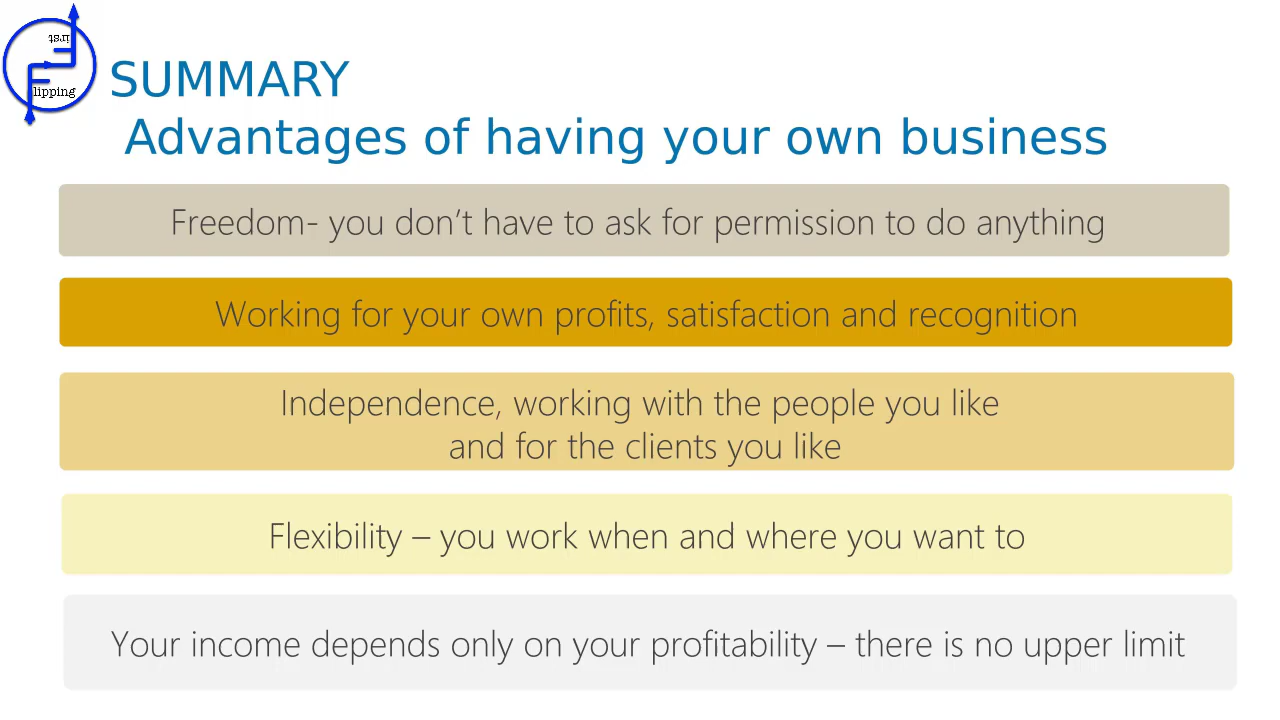 First
Flipping
SUMMARY
Advantages of having your own business
Freedom- you don’t have to ask for permission to do anything
Working for your own profits, satisfaction and recognition
Independence, working with the people you like
and for the clients you like
Flexibility – you work when and where you want to
Your income depends only on your profitability – there is no upper limit